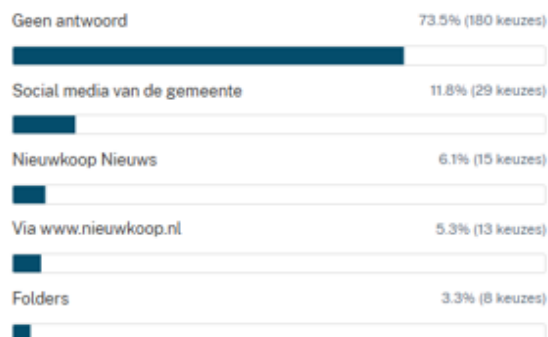 Geen antwoord 73.5% (180 keuzes)
Social media van de gemeente 11.8% (29 keuzes)
Nieuwkoop Nieuws 6.1% (15 keuzes)
Via www.nieuwkoop.nl 5.3% (13 keuzes)
Folders 3.3% (8 keuzes)